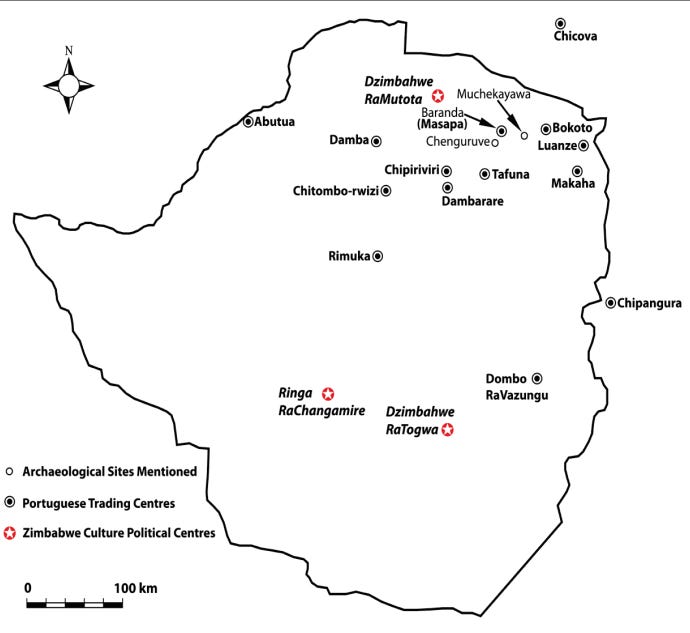 N
Chicova
Dzimbahwe
RaMutota
Muchekayawa
Baranda
(Masapa)
Abutua
Bokoto
Damba
Chenguruve
Luanze
Chipiriviri
Tafuna
Makaha
Chitombo-rwizi
Dambarare
Rimuka
Chipangura
Dombo
RaVazungu
Ringa
RaChangamire
Dzimbahwe
RaTogwa
Archaeological Sites Mentioned
Portuguese Trading Centres
Zimbabwe Culture Political Centres
0 100 km